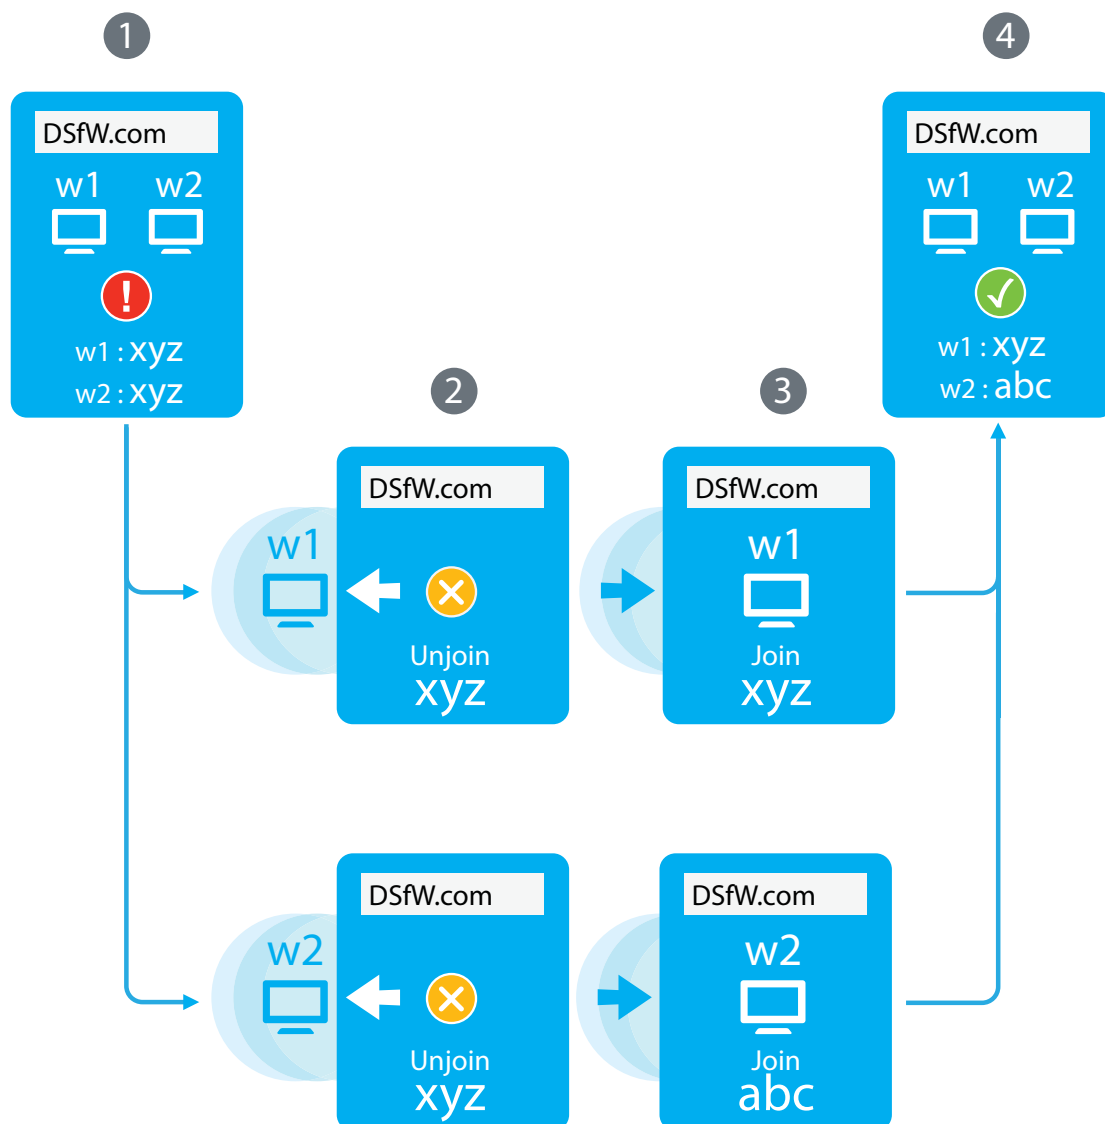 1
4
DSfW.com
w1 w2
!
w1 : xyz
w2 : xyz
DSfW.com
w1 w2
w1 : xyz
w2 : abc
2
3
DSfW.com
w1
Unjoin
xyz
DSfW.com
w1
Join
xyz
DSfW.com
w2
Unjoin
xyz
DSfW.com
w2
Join
abc